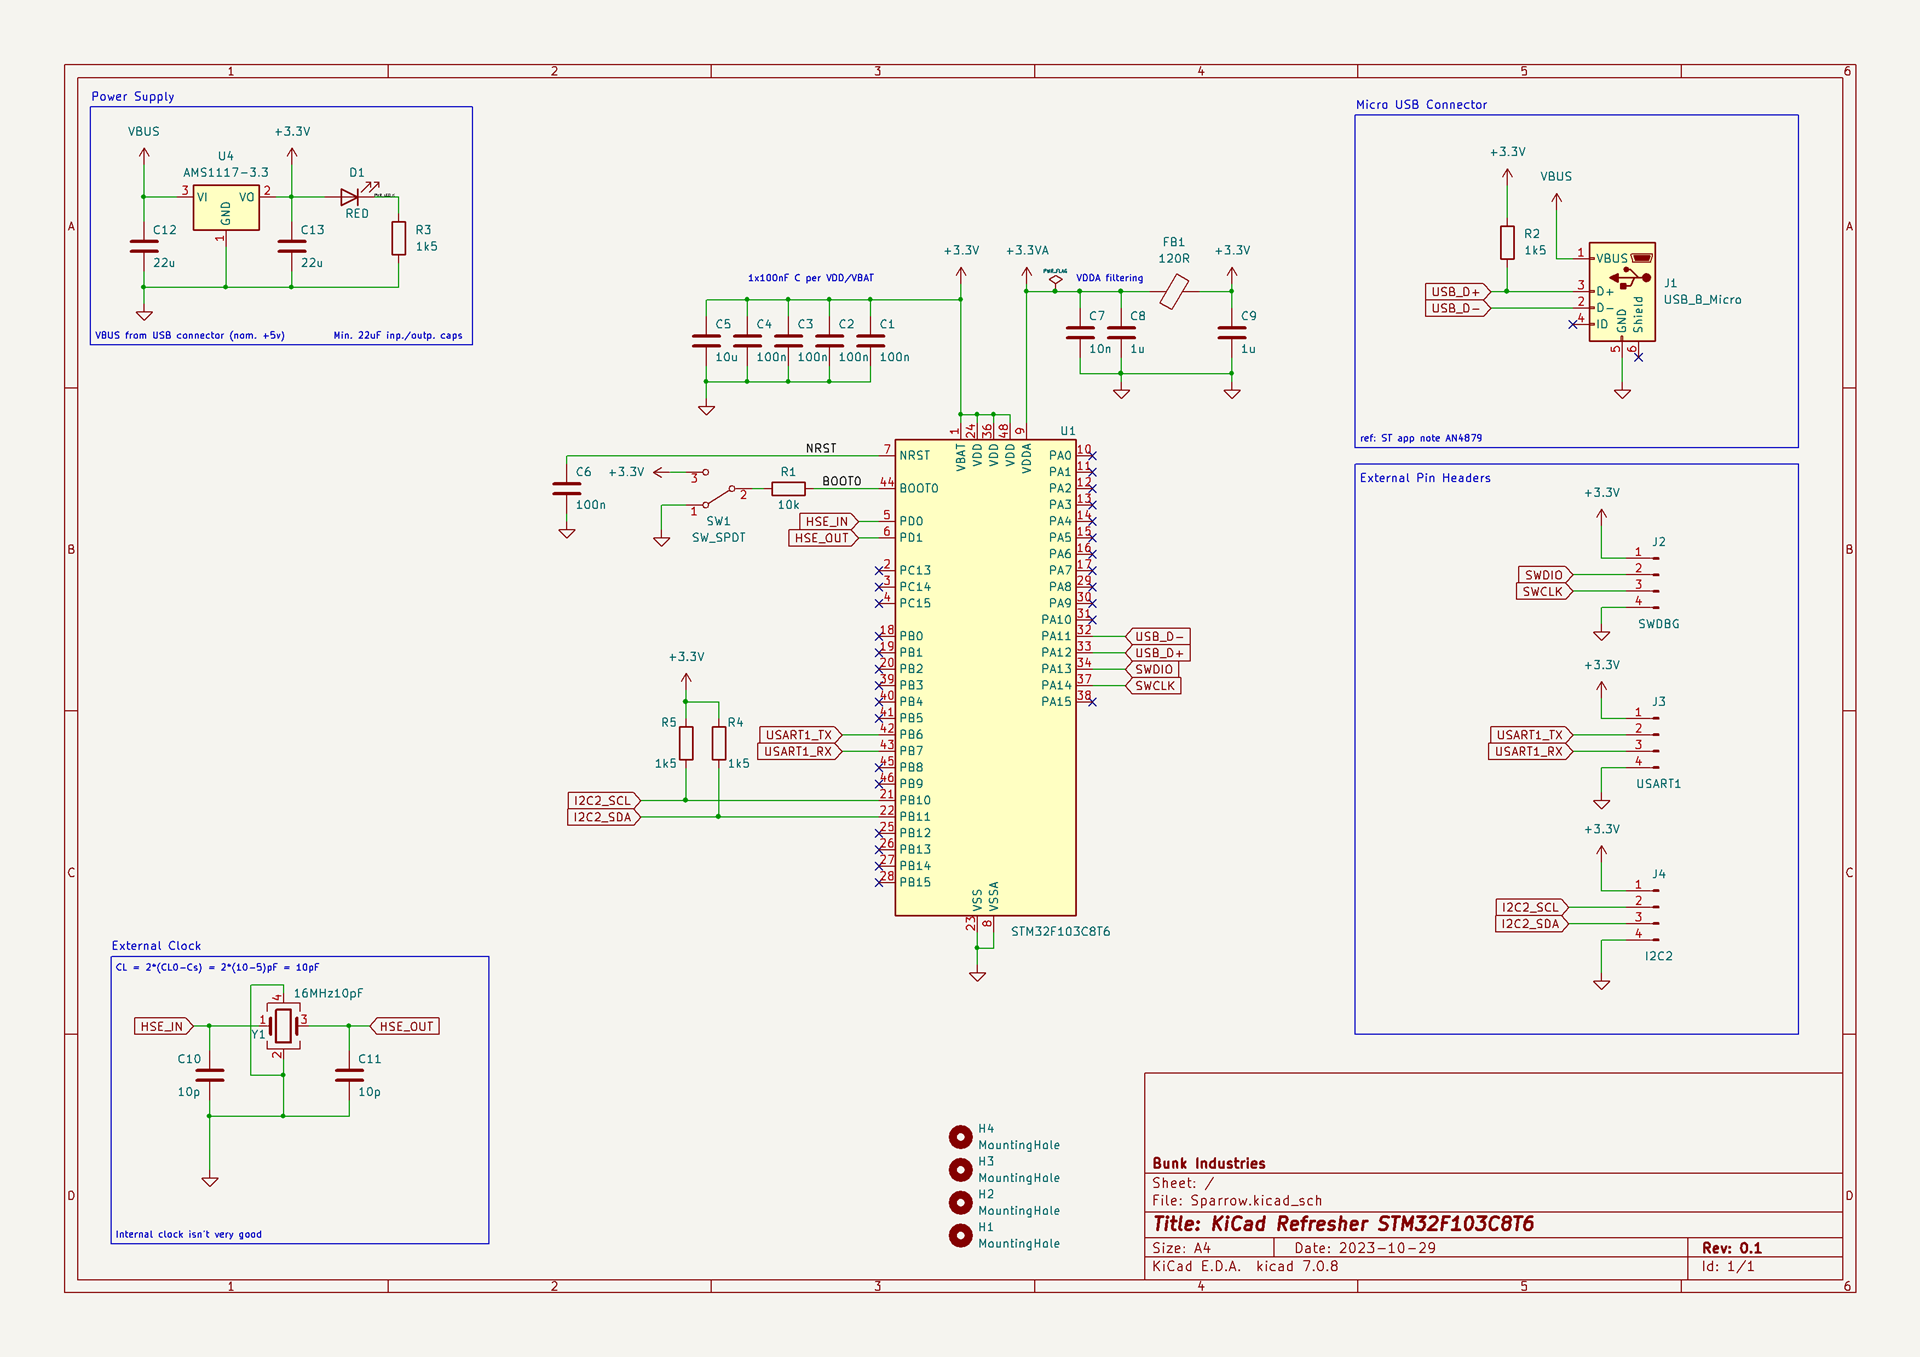 1 2 3 4 5 6
A
B
C
D
Power Supply
VBUS
+3.3V
U4
AMS1117-3.3
D1
3 VI VO 2
GND
1
RED
C12
22u
C13
22u
R3
1k5
VBUS from USB connector (nom. +5v)
Min. 22uF inp./outp. caps
1x100nF C per VDD/VBAT
C5
10u
C4
100n
C3
100n
C2
100n
C1
100n
+3.3V
+3.3VA
PWR_FLAG
VDDA filtering
FB1
120R
+3.3V
C7
10n
C8
1u
C9
1u
Micro USB Connector
+3.3V
VBUS
R2
1k5
USB_D+
USB_D-
1 VBUS
3 D+
2 D-
4 ID
GND
Shield
5
6
J1
USB_B_Micro
ref: ST app note AN4879
U1
1 VBAT
24 VDD
36 VDD
48 VDD
9 VDDA
C6
100n
NRST
+3.3V
3
2
1
SW1
SW_SPDT
R1
10k
BOOT0
HSE_IN
HSE_OUT
7 NRST
44 BOOT0
5 PD0
6 PD1
2 PC13
3 PC14
4 PC15
18 PB0
19 PB1
20 PB2
39 PB3
40 PB4
41 PB5
42 PB6
43 PB7
45 PB8
46 PB9
21 PB10
22 PB11
25 PB12
26 PB13
27 PB14
28 PB15
PA0 10
PA1 11
PA2 12
PA3 13
PA4 14
PA5 15
PA6 16
PA7 17
PA8 29
PA9 30
PA10 31
PA11 32
PA12 33
PA13 34
PA14 37
PA15 38
USB_D-
USB_D+
SWDIO
SWCLK
+3.3V
R5
1k5
R4
1k5
USART1_TX
USART1_RX
I2C2_SCL
I2C2_SDA
VSS
VSSA
23
8
STM32F103C8T6
External Pin Headers
+3.3V
J2
1
2
3
4
SWDIO
SWCLK
SWDBG
+3.3V
J3
1
2
3
4
USART1_TX
USART1_RX
USART1
+3.3V
J4
1
2
3
4
I2C2_SCL
I2C2_SDA
I2C2
External Clock
CL = 2*(CL0-Cs) = 2*(10-5)pF = 10pF
16MHz10pF
4
HSE_IN
1
3
HSE_OUT
Y1
2
C10
10p
C11
10p
Internal clock isn't very good
H4
MountingHole
H3
MountingHole
H2
MountingHole
H1
MountingHole
Bunk Industries
Sheet: /
File: Sparrow.kicad_sch
Title: KiCad Refresher STM32F103C8T6
Size: A4
Date: 2023-10-29
Rev: 0.1
KiCad E.D.A. kicad 7.0.8
Id: 1/1
A
B
C
D
1 2 3 4 5 6